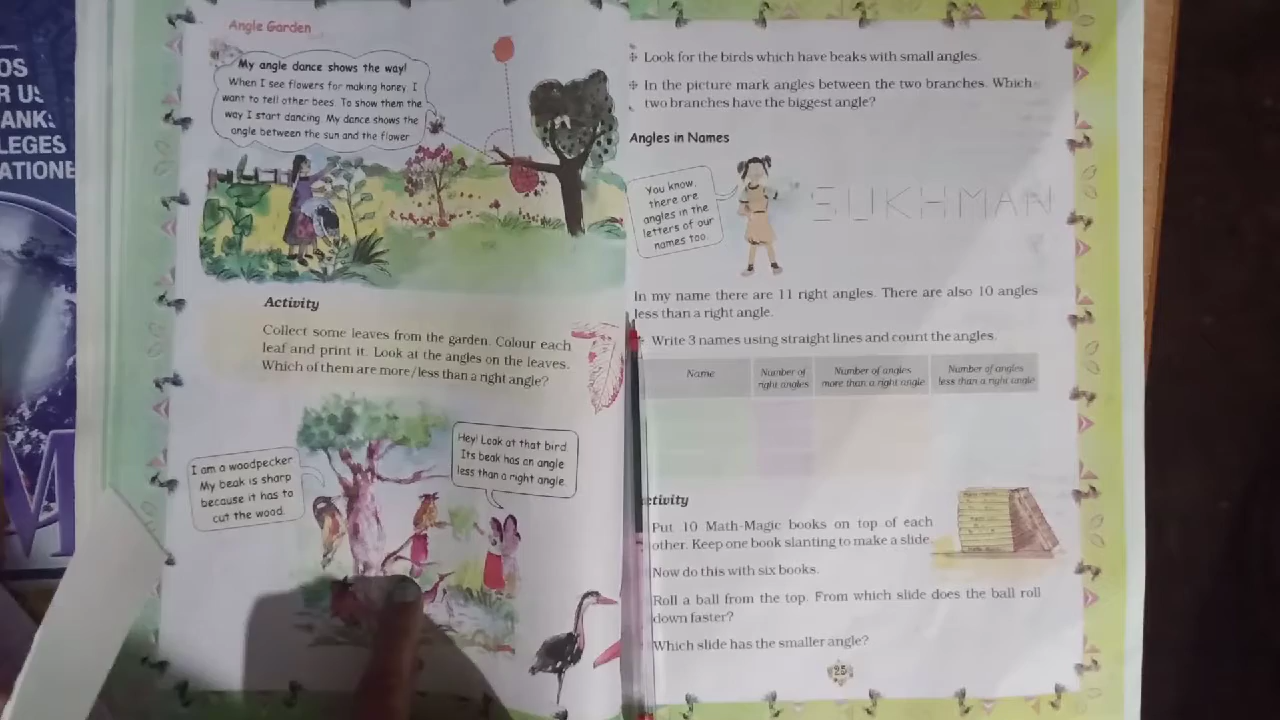 OS
R US
ANK
LEGES
ATIONE
M
Angle Garden
My angle dance shows the way!
When I see flowers for making honey I
want to tell other bees. To show them the
way I start dancing. My dance shows the
angle between the sun and the flower
Activity
Collect some leaves from the garden. Colour each
leaf and print it. Look at the angles on the leaves.
Which of them are more/less than a right angle?
I am a woodpecker
My beak is sharp
because it has to
cut the wood.
Hey! Look at that bird.
Its beak has an angle
less than a right angle.
Look for the birds which have beaks with small angles.
In the picture mark angles between the two branches. Which
two branches have the biggest angle?
Angles in Names
You know,
there are
angles in the
letters of our
names too.
SUKHMAN
In my name there are 11 right angles. There are also 10 angles
less than a right angle.
Write 3 names using straight lines and count the angles.
Name Number of right angles Number of angles more than a right angle Number of angles less than a right angle
ctivity
Put 10 Math-Magic books on top of each
other. Keep one book slanting to make a slide.
Now do this with six books.
Roll a ball from the top. From which slide does the ball roll
down faster?
Which slide has the smaller angle?
25